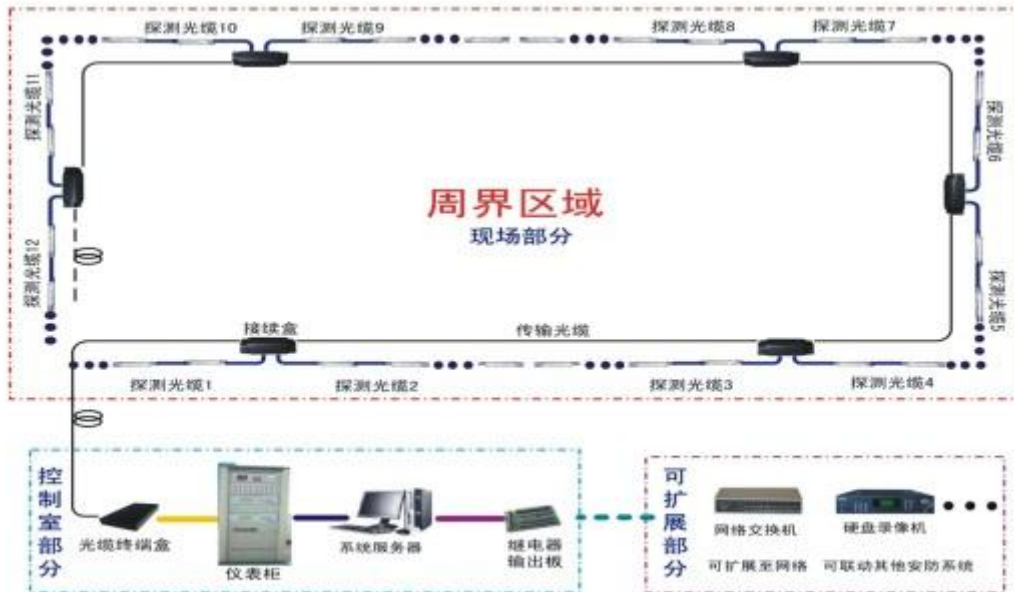 探测光缆10
探测光缆9
探测光缆8
探测光缆7
探测光缆11
探测光缆6
周界区域
现场部分
探测光缆12
探测光缆5
接续盒
传输光缆
探测光缆1
探测光缆2
探测光缆3
探测光缆4
控制室部分
光缆终端盒
仪表柜
系统服务器
继电器
输出板
可扩展部分
网络交换机
硬盘录像机
可扩展至网络
可联动其他安防系统